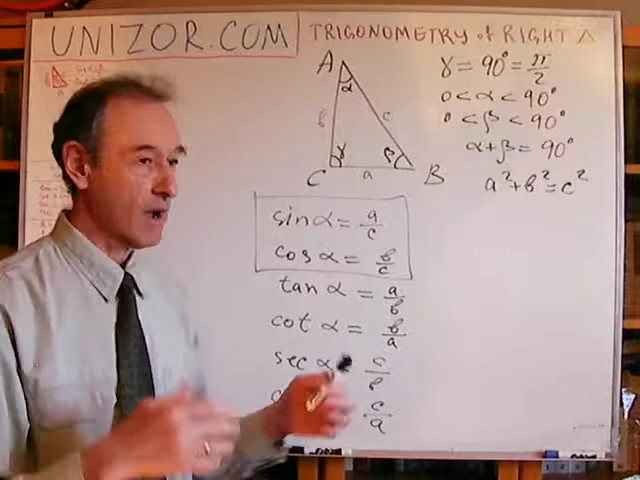 UNIZOR.COM
TRIGONOMETRY of RIGHT Δ
A
α
b
c
γ
β
C
a
B
γ = 90° = π/2
0 < α < 90°
0 < β < 90°
α + β = 90°
a² + b² = c²
sin α = a/c
cos α = b/c
tan α = a/b
cot α = b/a
sec α c/b
c/a